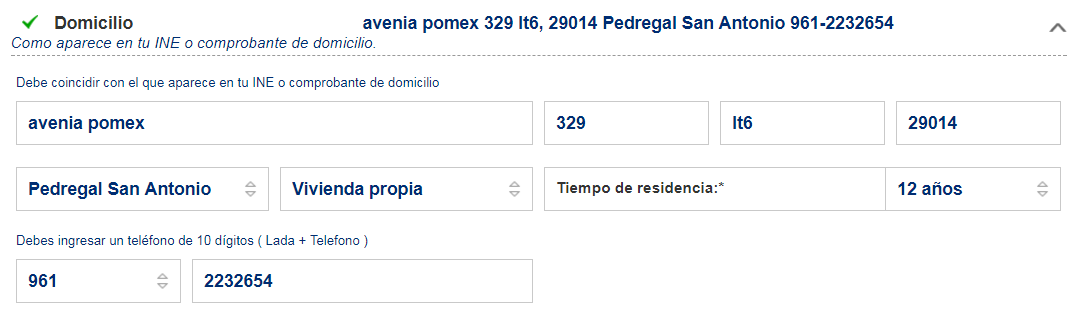 Domicilio avenia pomex 329 lt6, 29014 Pedregal San Antonio 961-2232654
Como aparece en tu INE o comprobante de domicilio.
Debe coincidir con el que aparece en tu INE o comprobante de domicilio
avenia pomex 329 lt6 29014
Pedregal San Antonio Vivienda propia Tiempo de residencia:* 12 años
Debes ingresar un teléfono de 10 dígitos ( Lada + Telefono )
961 2232654